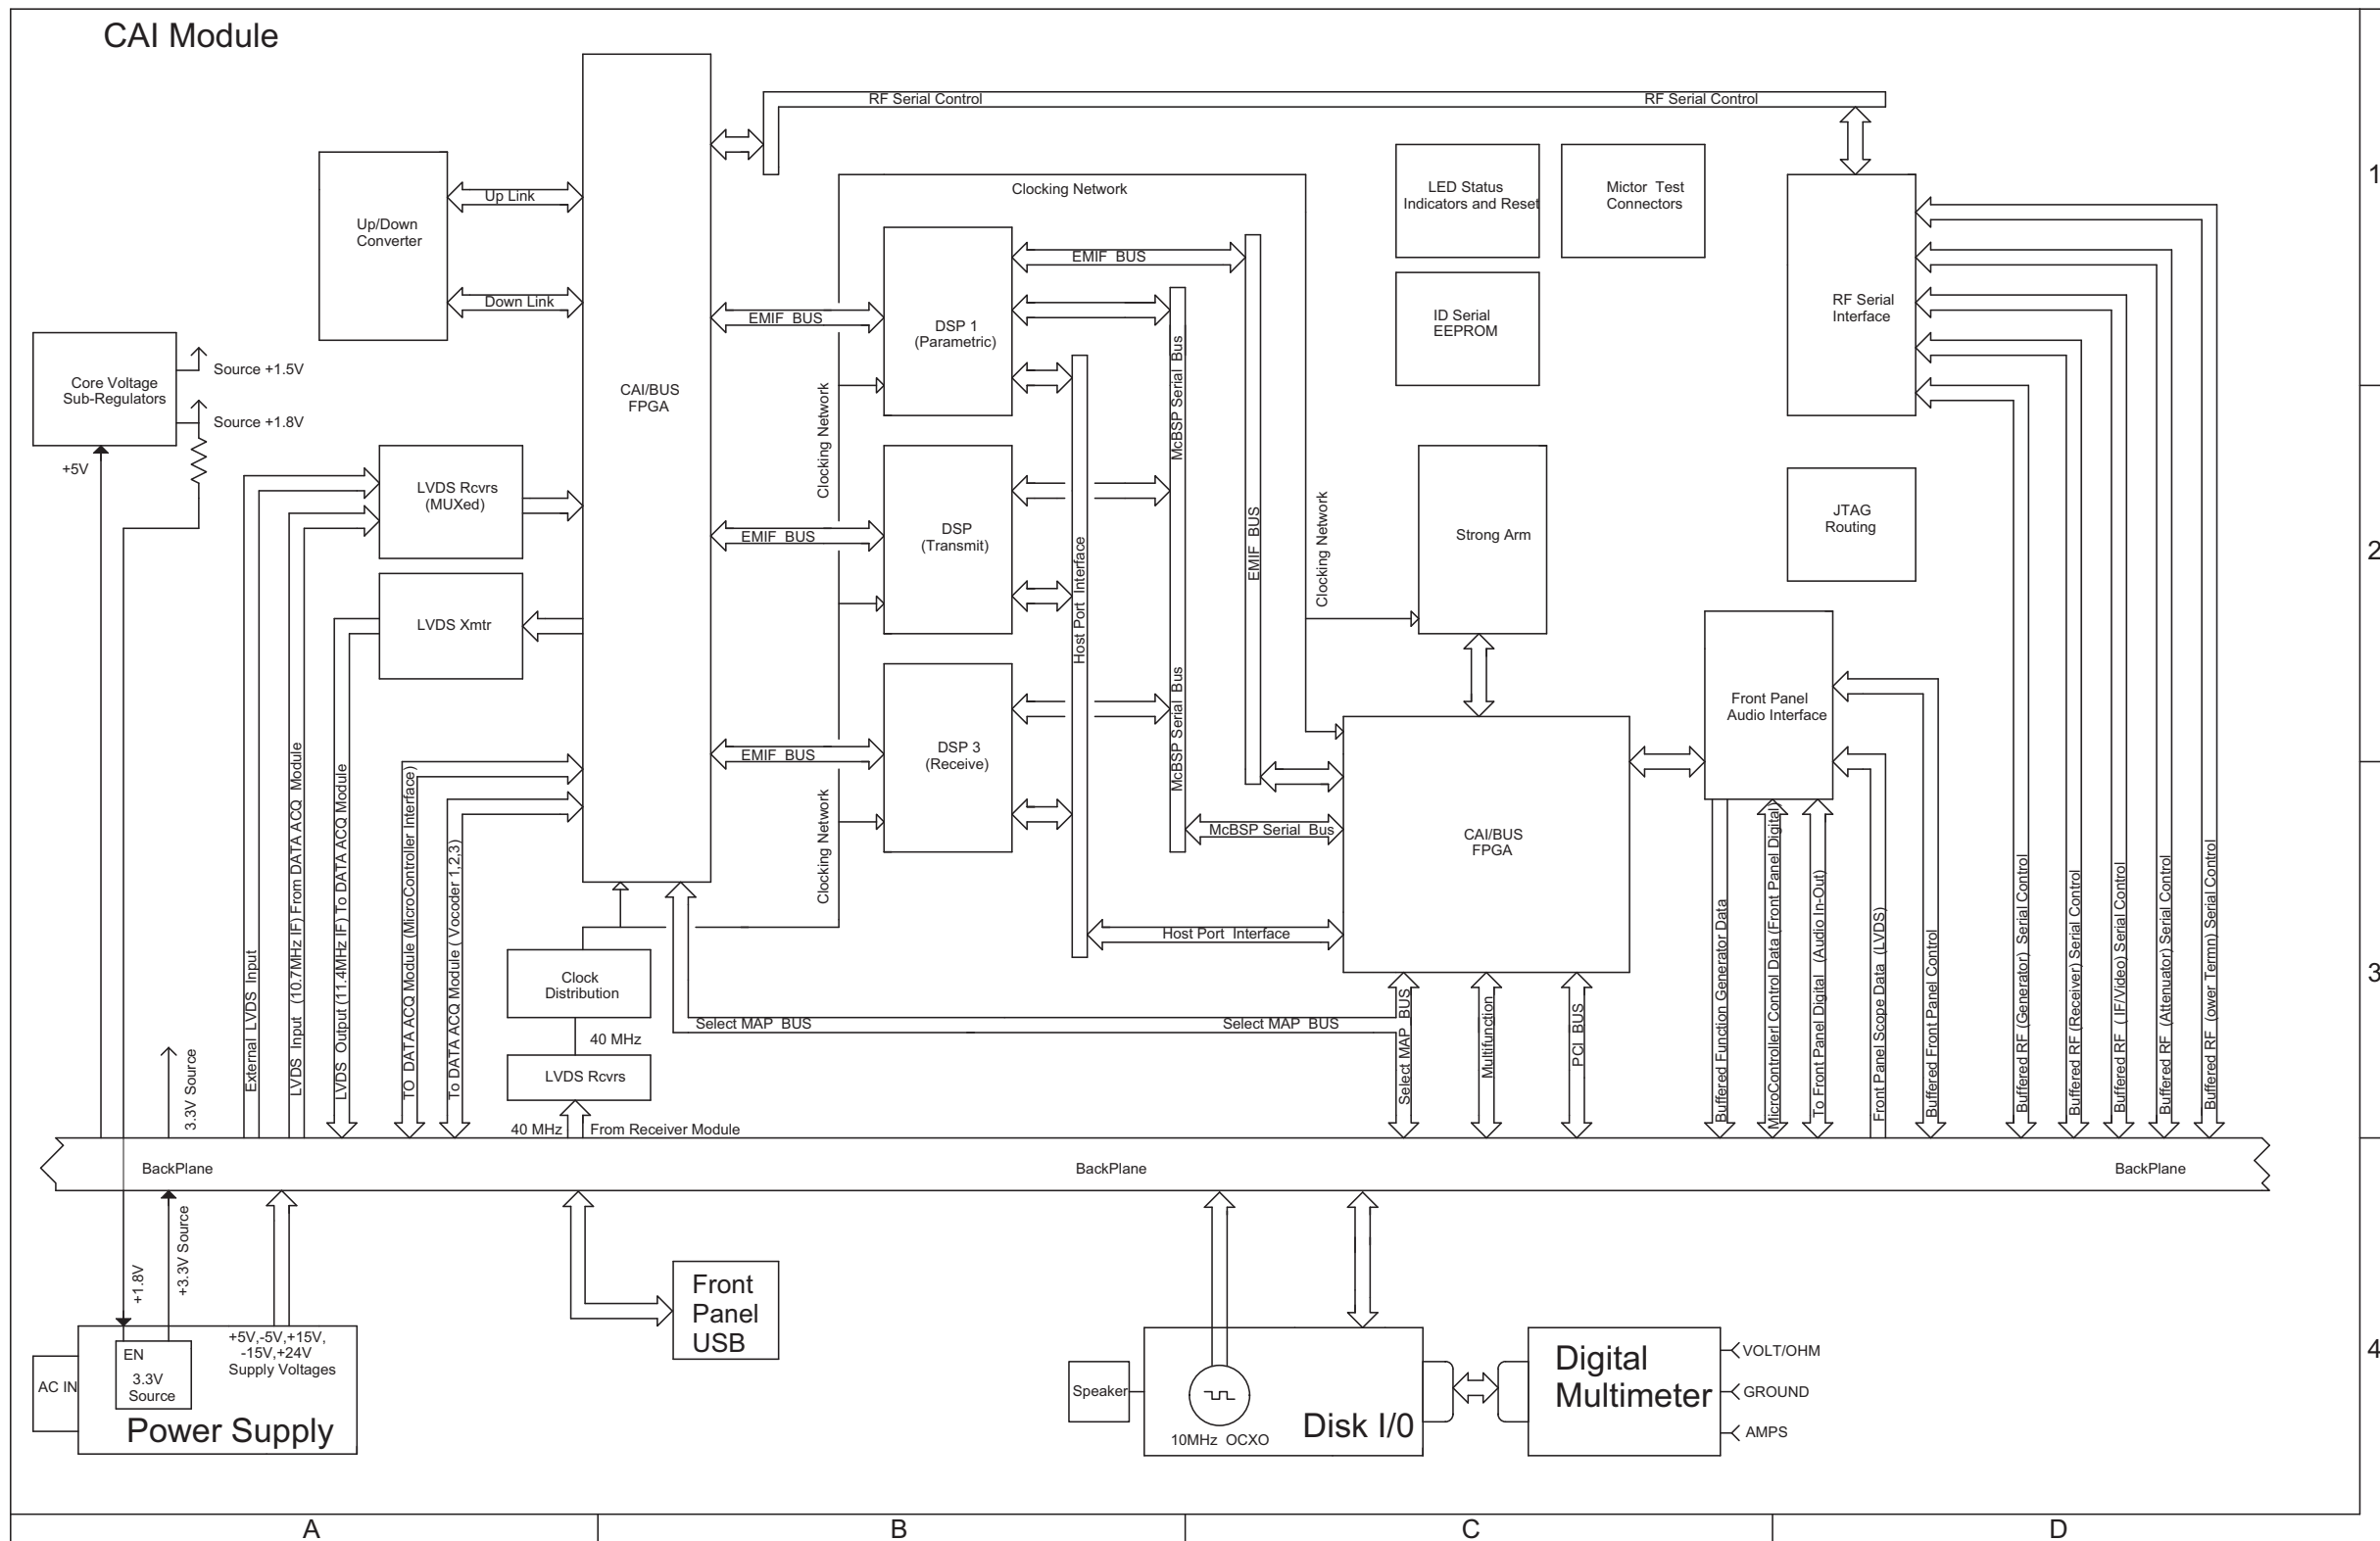 CAI Module
RF Serial Control
RF Serial Control
1
Up/Down
Converter
Up Link
Down Link
Clocking Network
LED Status
Indicators and Reset
Mictor  Test
Connectors
ID Serial
EEPROM
RF Serial
Interface
Core Voltage
Sub-Regulators
Source +1.5V
Source +1.8V
+5V
CAI/BUS
FPGA
EMIF  BUS
EMIF  BUS
DSP 1
(Parametric)
McBSP Serial  Bus
Clocking Network
LVDS Rcvrs
(MUXed)
LVDS Xmtr
EMIF  BUS
DSP
(Transmit)
Host Port  Interface
EMIF  BUS
Clocking Network
Strong Arm
JTAG
Routing
2
EMIF  BUS
DSP 3
(Receive)
McBSP Serial  Bus
Clocking Network
McBSP Serial  Bus
Host Port  Interface
CAI/BUS
FPGA
Front Panel
Audio Interface
3.3V Source
External  LVDS  Input
LVDS  Input   (10.7MHz IF) From DATA ACQ  Module
LVDS  Output (11.4MHz IF) To DATA ACQ  Module
TO  DATA ACQ Module (MicroController Interface)
To DATA ACQ  Module ( Vocoder 1,2,3)
Clock
Distribution
40 MHz
LVDS Rcvrs
40 MHz
From Receiver Module
Select MAP  BUS
Select MAP  BUS
Select MAP  BUS
Multifunction
PCI  BUS
Buffered Function Generator Data
MicroControllerl Control Data (Front Panel Digital)
To Front Panel Digital   (Audio In-Out)
Front Panel Scope Data  (LVDS)
Buffered Front Panel Control
Buffered RF (Generator) Serial Control
Buffered RF (Receiver) Serial Control
Buffered RF  ( IF/Video) Serial Control
Buffered RF  (Attenuator) Serial Control
Buffered RF  (ower Termn) Serial Control
3
BackPlane
BackPlane
BackPlane
+1.8V
+3.3V Source
AC IN
EN
3.3V
Source
+5V,-5V,+15V,
-15V,+24V
Supply Voltages
Power Supply
Front
Panel
USB
Speaker
10MHz  OCXO
Disk I/0
Digital
Multimeter
VOLT/OHM
GROUND
AMPS
4
A
B
C
D